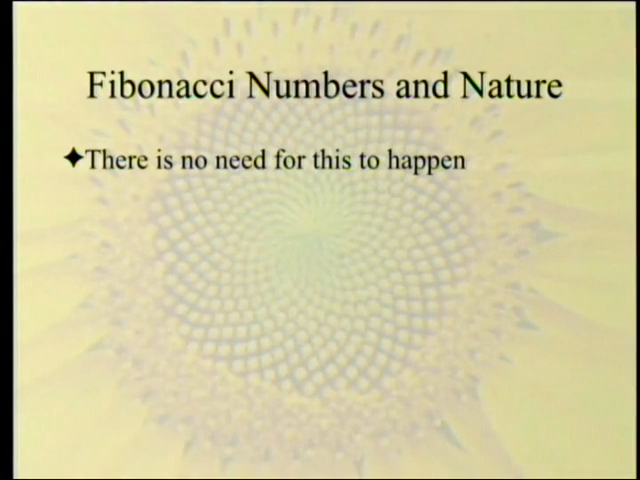 Fibonacci Numbers and Nature
✦There is no need for this to happen